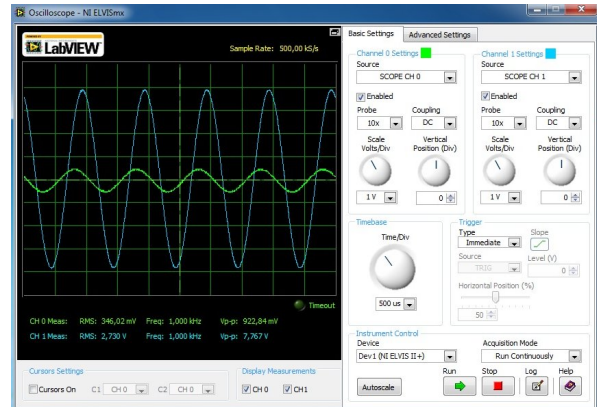 Oscilloscope - NI ELVISmx
LabVIEW
Sample Rate: 500,00 kS/s
Timeout
CH 0 Meas: RMS: 346,02 mV Freq: 1,000 kHz Vp-p: 922,84 mV
CH 1 Meas: RMS: 2,730 V Freq: 1,000 kHz Vp-p: 7,767 V
Cursors Settings
Cursors On C1 CH 0 C2 CH 0
Display Measurements
CH 0 CH1
Basic Settings Advanced Settings
Channel 0 Settings
Source
SCOPE CH 0
Enabled
Probe Coupling
10x DC
Scale Vertical
Volts/Div Position (Div)
1 V 0
Channel 1 Settings
Source
SCOPE CH 1
Enabled
Probe Coupling
10x DC
Scale Vertical
Volts/Div Position (Div)
1 V 0
Timebase
Time/Div
500 us
Trigger
Type Slope
Immediate
Source Level (V)
TRIG 0
Horizontal Position (%)
50
Instrument Control
Device Acquisition Mode
Dev1 (NI ELVIS II+) Run Continuously
Run Stop Log Help
Autoscale